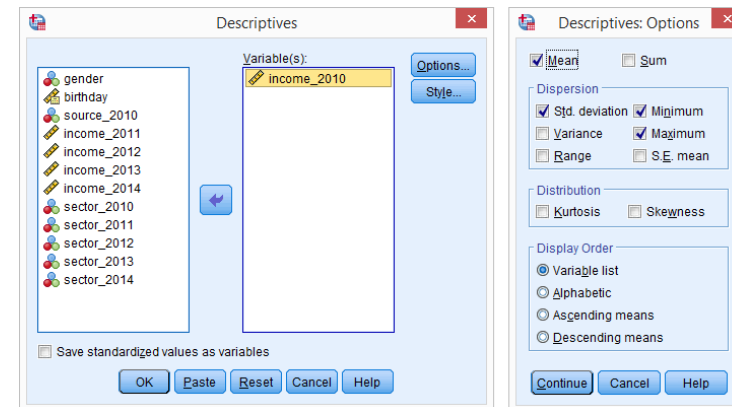 Descriptives
×
Variable(s):
gender
birthday
source_2010
income_2011
income_2012
income_2013
income_2014
sector_2010
sector_2011
sector_2012
sector_2013
sector_2014
income_2010
Options...
Style...
Save standardized values as variables
OK Paste Reset Cancel Help
Descriptives: Options
×
Mean Sum
Dispersion
Std. deviation Minimum
Variance Maximum
Range S.E. mean
Distribution
Kurtosis Skewness
Display Order
Variable list
Alphabetic
Ascending means
Descending means
Continue Cancel Help